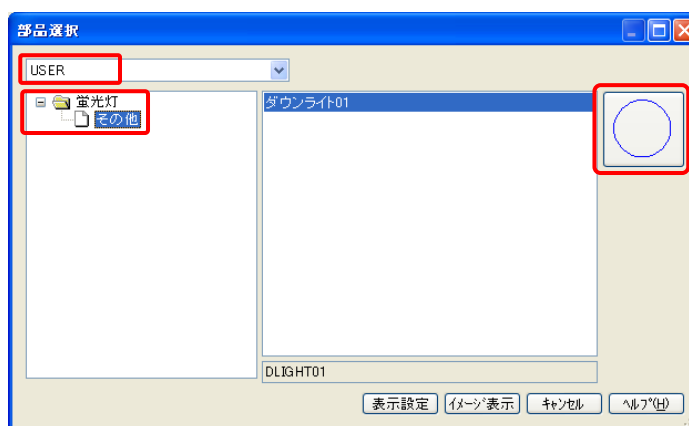 部品選択
USER
蛍光灯
その他
ダウンライト01
DLIGHT01
表示設定 イメージ表示 キャンセル ヘルプ(H)